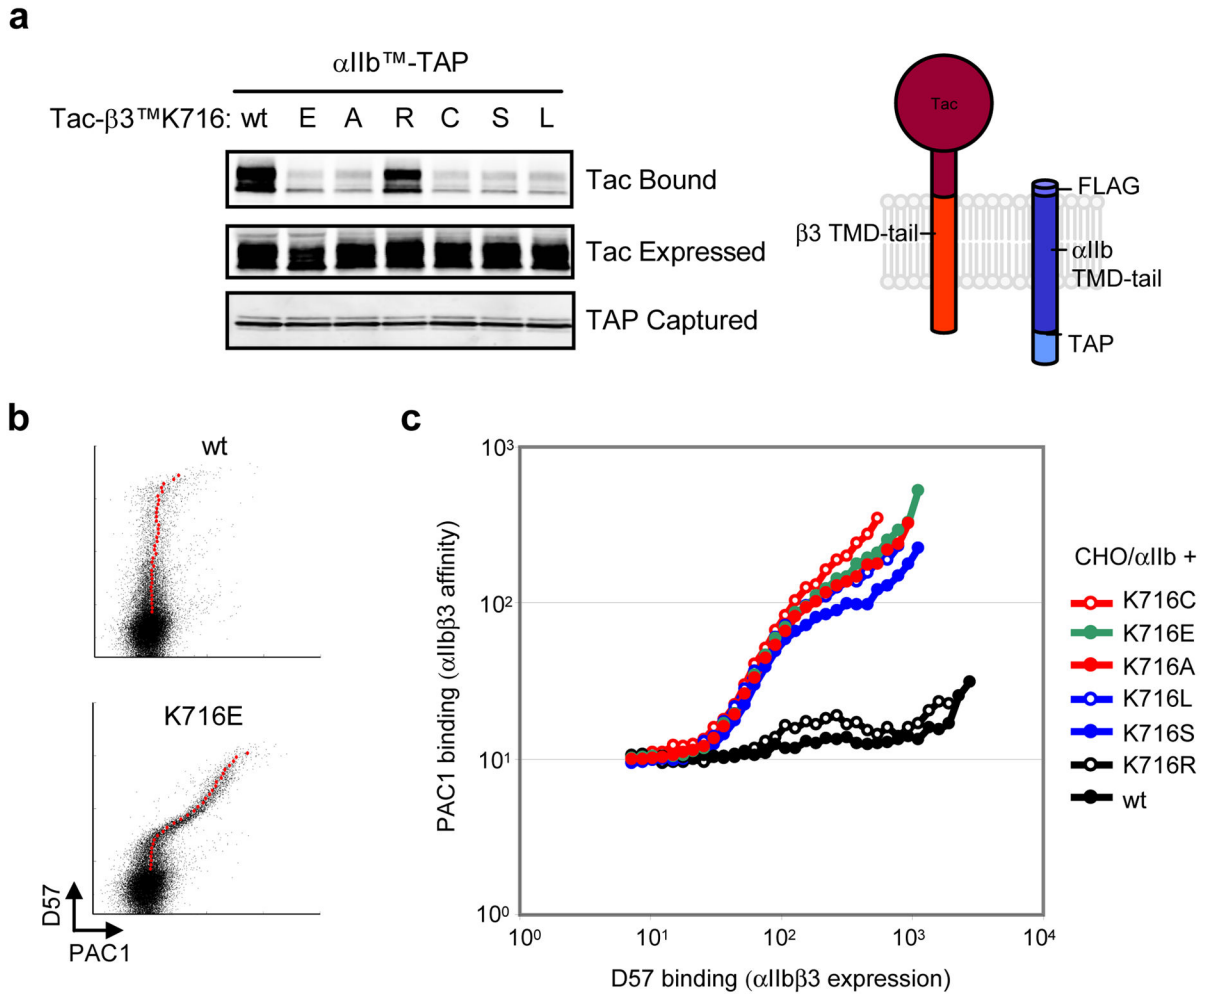 a
αIIb™-TAP
Tac-β3™K716: wt E A R C S L
Tac Bound
Tac Expressed
TAP Captured
Tac
FLAG
β3 TMD-tail
αIIb
TMD-tail
TAP
b
wt
K716E
D57
PAC1
c
PAC1 binding (αIIbβ3 affinity)
10³
10²
10¹
10⁰
10⁰ 10¹ 10² 10³ 10⁴
D57 binding (αIIbβ3 expression)
CHO/αIIb +
K716C
K716E
K716A
K716L
K716S
K716R
wt